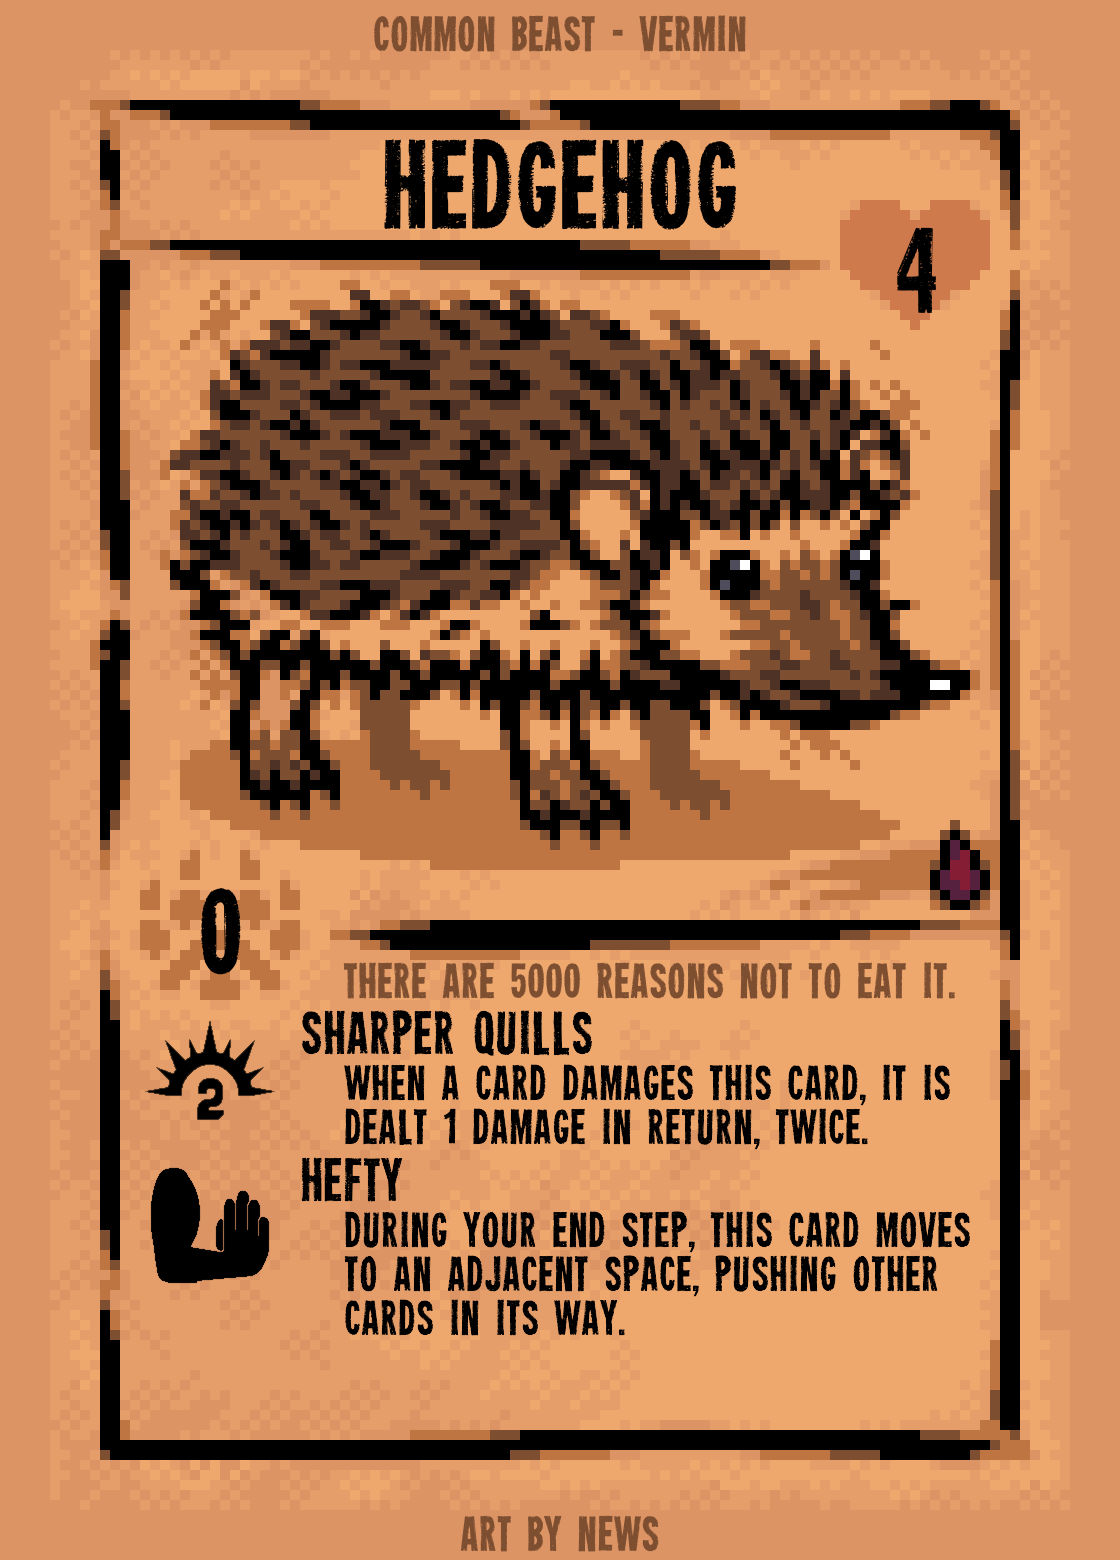 COMMON BEAST - VERMIN
HEDGEHOG
4
0
THERE ARE 5000 REASONS NOT TO EAT IT.
SHARPER QUILLS
2
WHEN A CARD DAMAGES THIS CARD, IT IS
DEALT 1 DAMAGE IN RETURN, TWICE.
HEFTY
DURING YOUR END STEP, THIS CARD MOVES
TO AN ADJACENT SPACE, PUSHING OTHER
CARDS IN ITS WAY.
ART BY NEWS